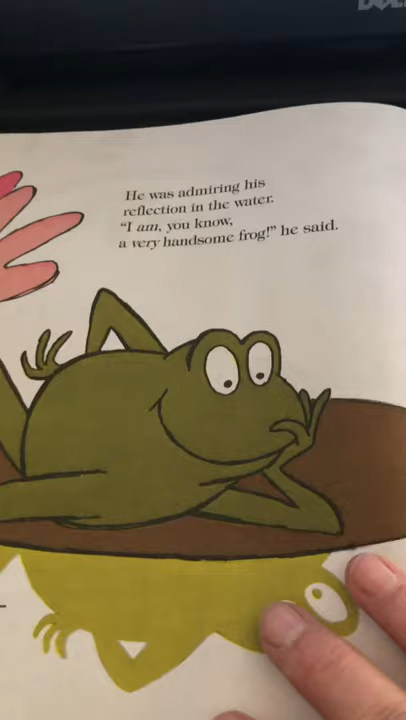 He was admiring his
reflection in the water.
“I am, you know,
a very handsome frog!” he said.